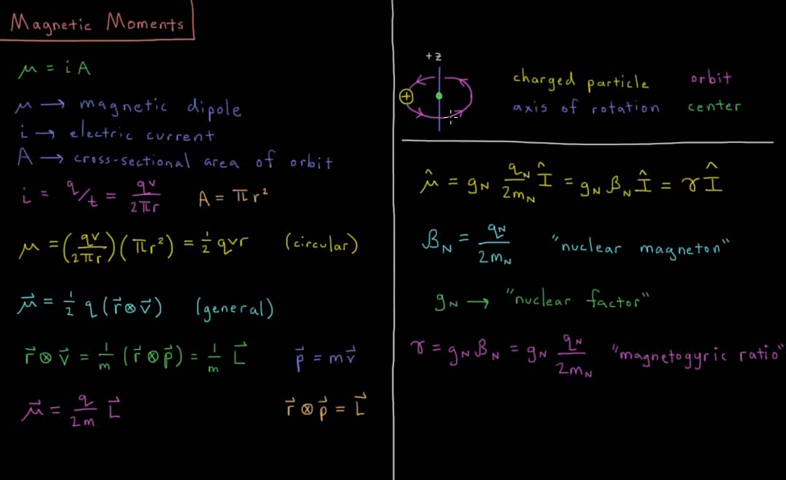 Magnetic Moments
μ = i A
μ → magnetic dipole
i → electric current
A → cross-sectional area of orbit
i = q/t = qv/2πr A = πr²
μ = (qv/2πr)(πr²) = ½ qvr (circular)
μ⃗ = ½ q (r⃗ ⊗ v⃗) (general)
r⃗ ⊗ v⃗ = 1/m (r⃗ ⊗ p⃗) = 1/m L⃗ p⃗ = mv⃗
μ⃗ = q/2m L⃗ r⃗ ⊗ p⃗ = L⃗
+z
+
charged particle orbit
axis of rotation center
μ̂ = g_N q_N/2m_N Î = g_N β_N Î = γ Î
β_N = q_N/2m_N "nuclear magneton"
g_N → "nuclear factor"
γ = g_N β_N = g_N q_N/2m_N "magnetogyric ratio"